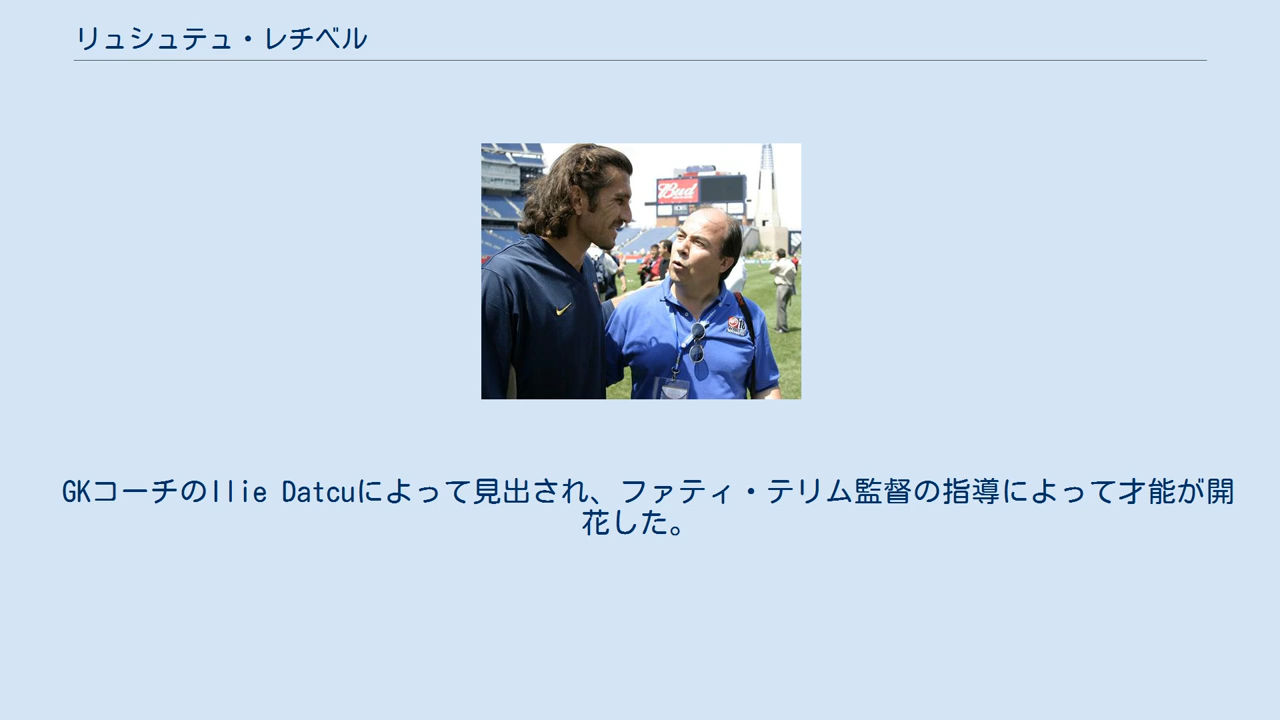 リュシュテュ・レチベル
Bud
GKコーチのIlie Datcuによって見出され、ファティ・テリム監督の指導によって才能が開
花した。